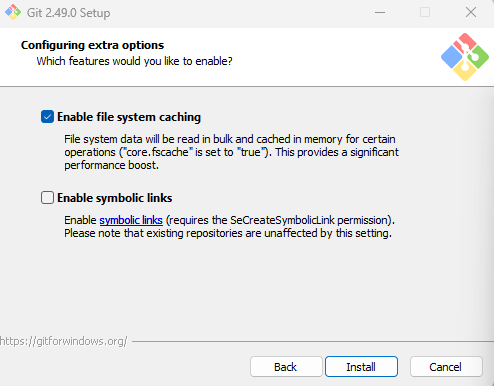 Git 2.49.0 Setup
Configuring extra options
Which features would you like to enable?
Enable file system caching
File system data will be read in bulk and cached in memory for certain
operations ("core.fscache" is set to "true"). This provides a significant
performance boost.
Enable symbolic links
Enable symbolic links (requires the SeCreateSymbolicLink permission).
Please note that existing repositories are unaffected by this setting.
https://gitforwindows.org/
Back Install Cancel